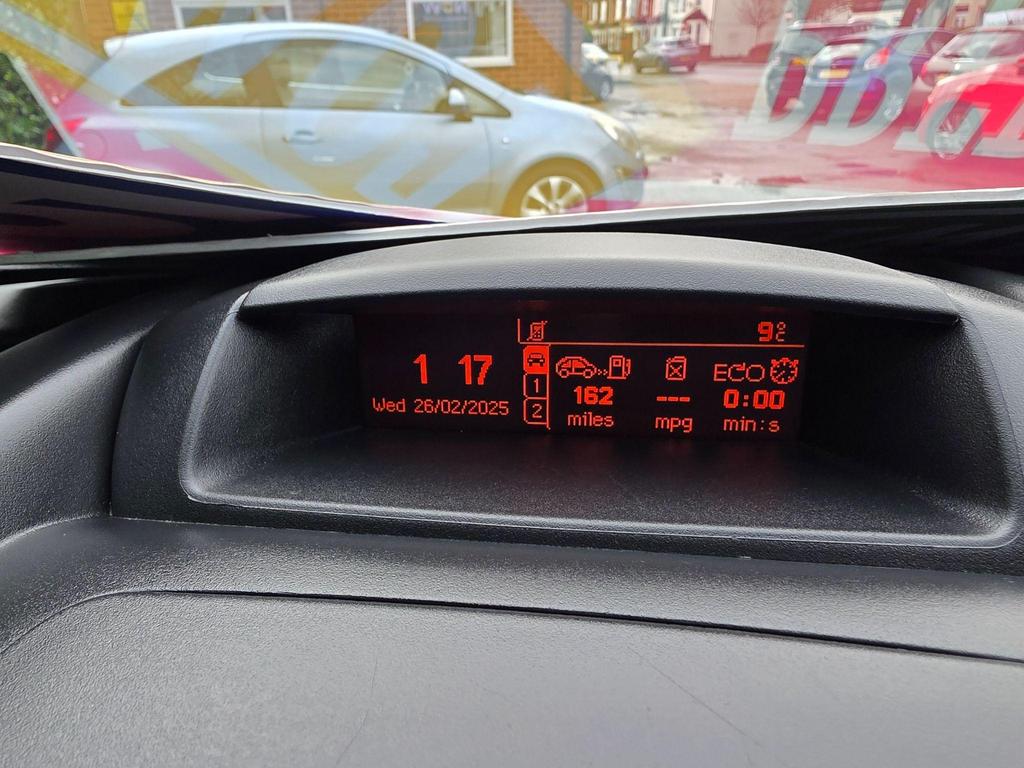 9°C
1 17
Wed 26/02/2025
1
2
162
miles
---
mpg
ECO
0:00
min:s